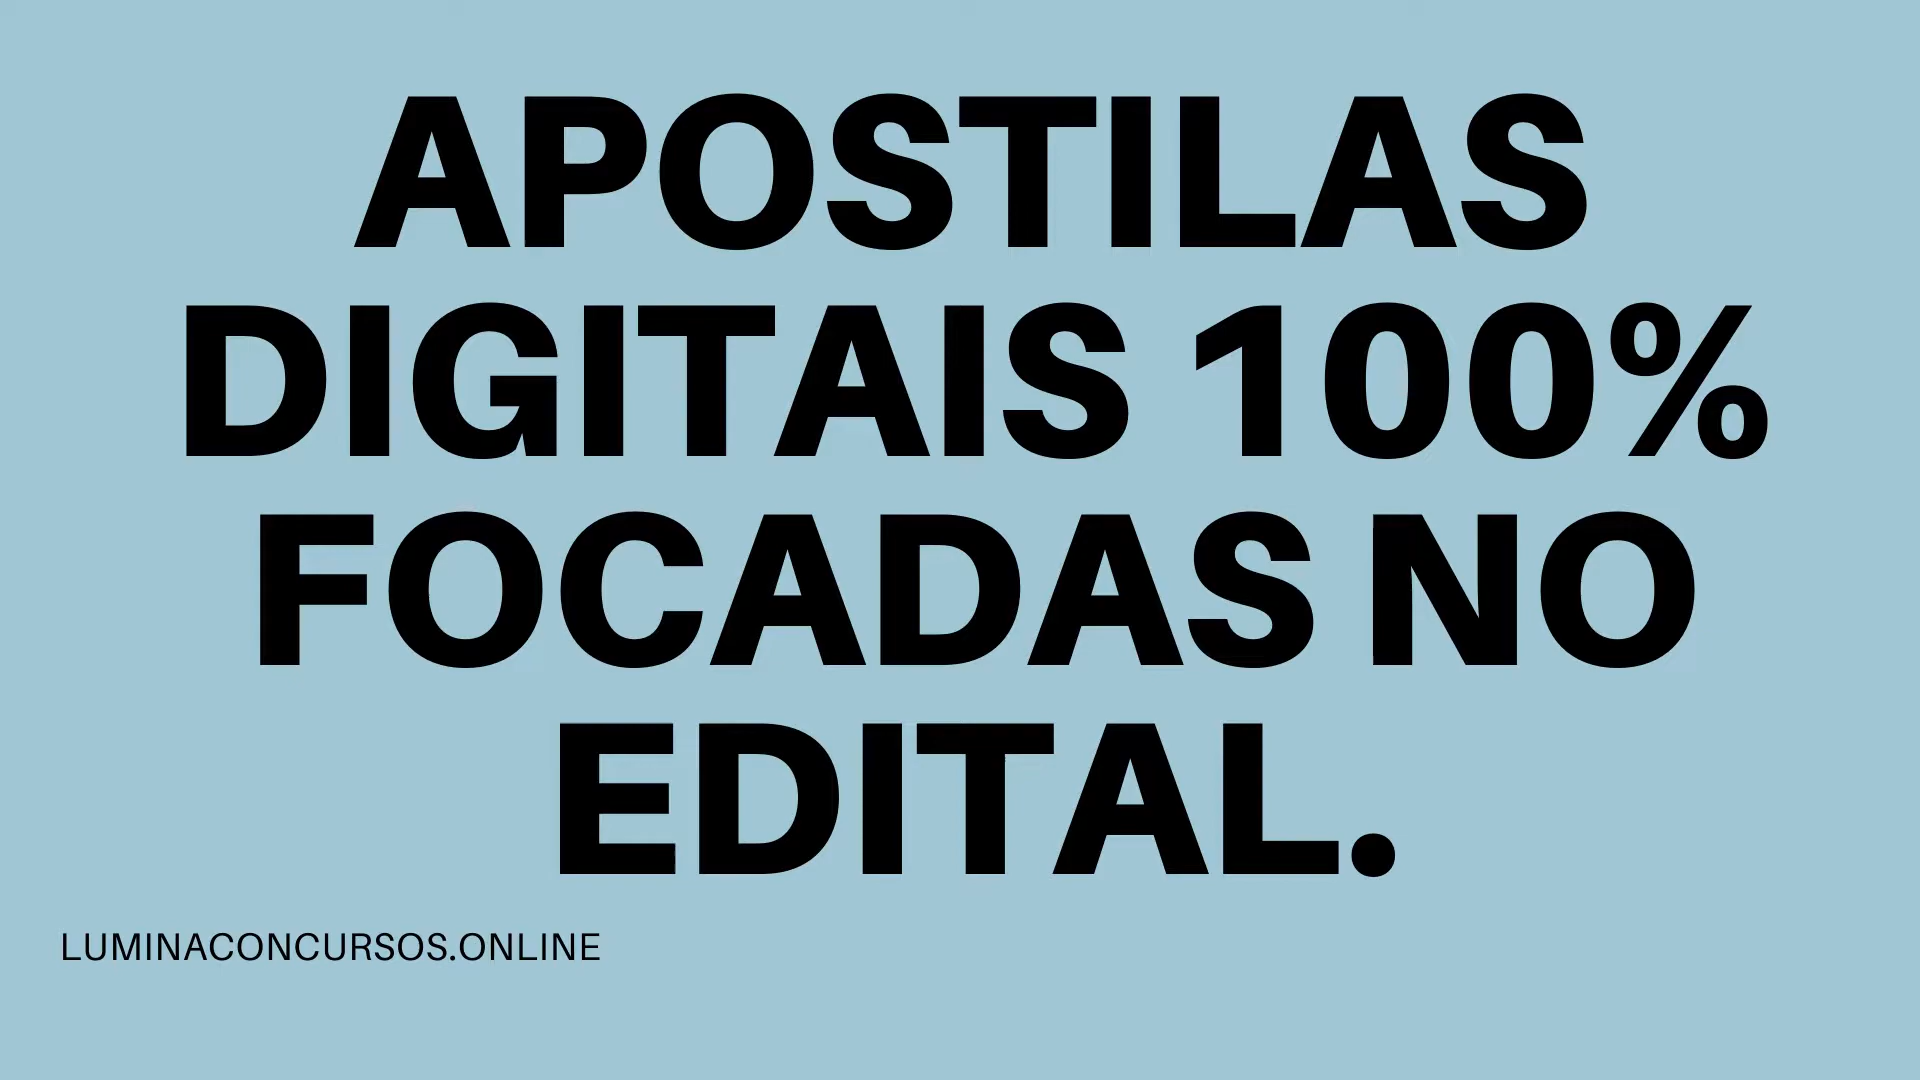 APOSTILAS
DIGITAIS 100%
FOCADAS NO
EDITAL.
LUMINACONCURSOS.ONLINE